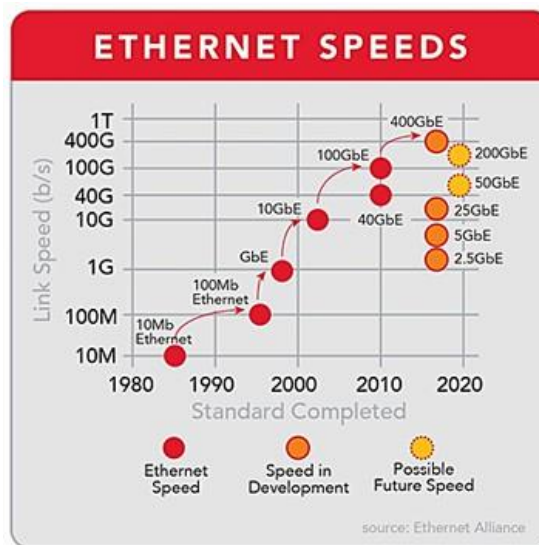 ETHERNET SPEEDS
Link Speed (b/s)
1T
400G
100G
40G
10G
1G
100M
10M
400GbE
100GbE
200GbE
50GbE
40GbE
25GbE
10GbE
5GbE
2.5GbE
GbE
100Mb
Ethernet
10Mb
Ethernet
1980
1990
2000
2010
2020
Standard Completed
Ethernet
Speed
Speed in
Development
Possible
Future Speed
source: Ethernet Alliance